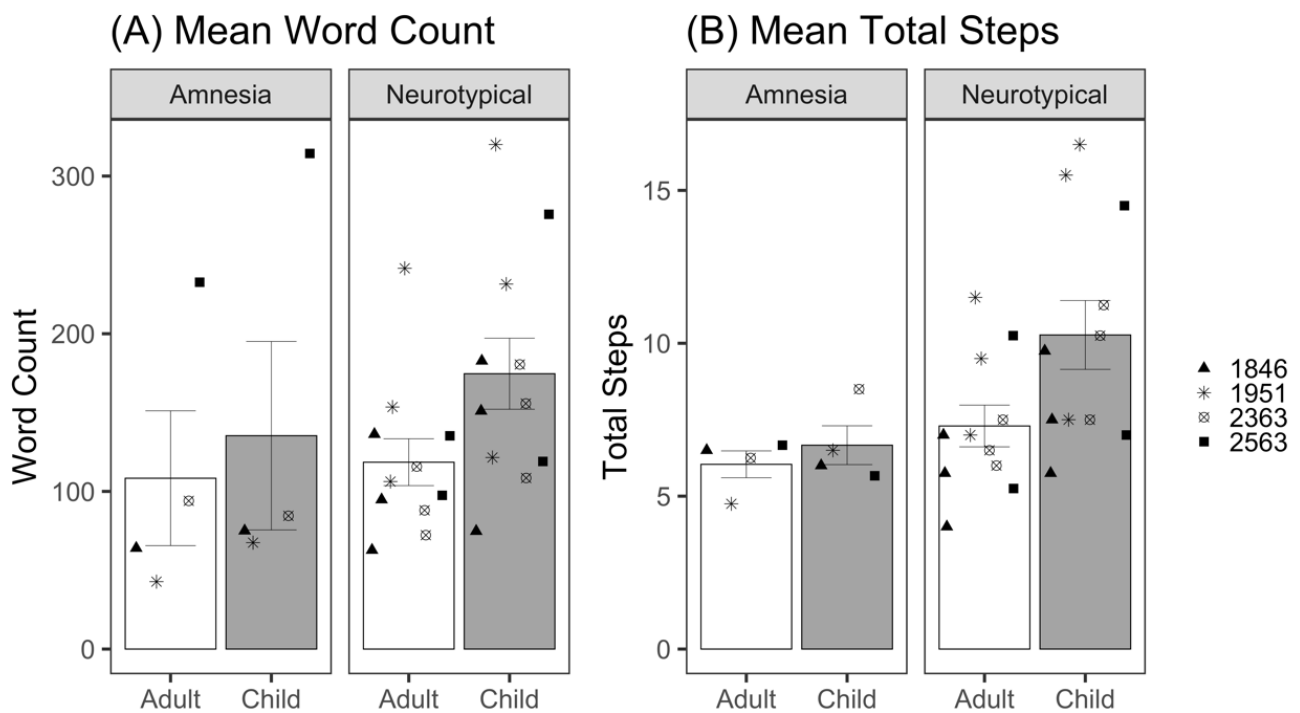 (A) Mean Word Count
Amnesia
Neurotypical
Word Count
300
200
100
0
Adult
Child
Adult
Child
(B) Mean Total Steps
Amnesia
Neurotypical
Total Steps
15
10
5
0
Adult
Child
Adult
Child
1846
1951
2363
2563